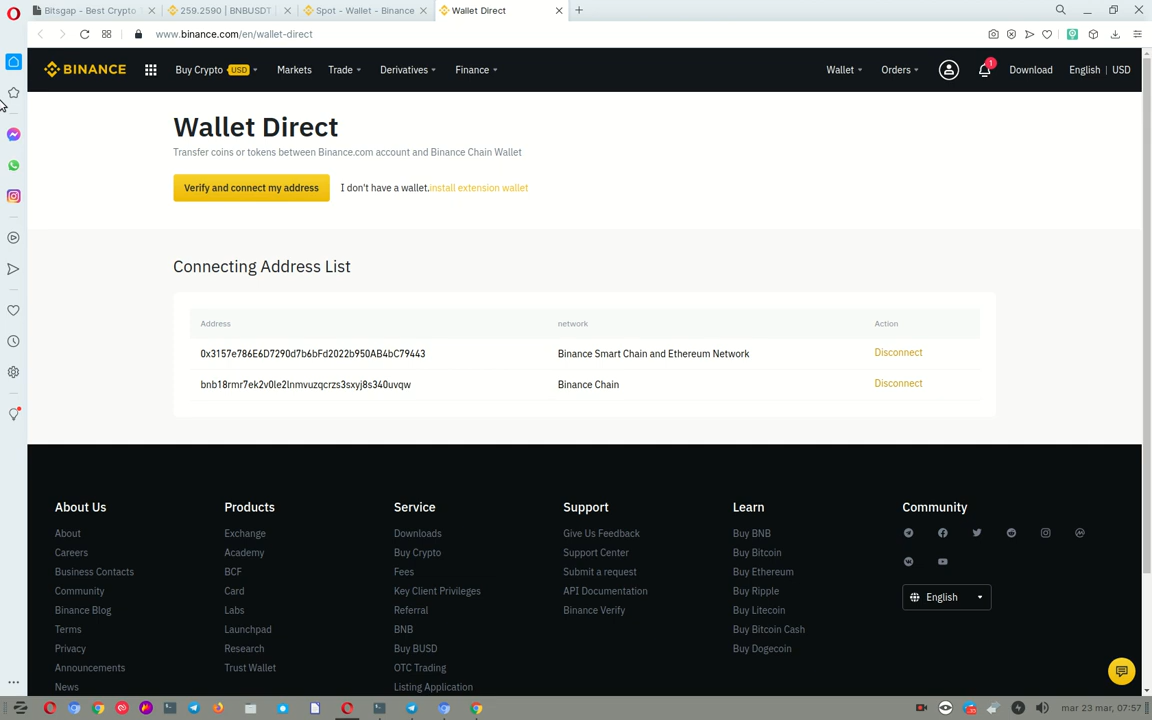 Bitsgap - Best Crypto
259.2590 | BNBUSDT
Spot - Wallet - Binance
Wallet Direct
www.binance.com/en/wallet-direct
BINANCE
Buy Crypto USD
Markets
Trade
Derivatives
Finance
Wallet
Orders
1
Download
English | USD
Wallet Direct
Transfer coins or tokens between Binance.com account and Binance Chain Wallet
Verify and connect my address
I don't have a wallet,install extension wallet
Connecting Address List
Address network Action
0x3157e786E6D7290d7b6bFd2022b950AB4bC79443 Binance Smart Chain and Ethereum Network Disconnect
bnb18rmr7ek2v0le2lnmvuzqcrzs3sxyj8s340uvqw Binance Chain Disconnect
About Us
About
Careers
Business Contacts
Community
Binance Blog
Terms
Privacy
Announcements
News
Products
Exchange
Academy
BCF
Card
Labs
Launchpad
Research
Trust Wallet
Service
Downloads
Buy Crypto
Fees
Key Client Privileges
Referral
BNB
Buy BUSD
OTC Trading
Listing Application
Support
Give Us Feedback
Support Center
Submit a request
API Documentation
Binance Verify
Learn
Buy BNB
Buy Bitcoin
Buy Ethereum
Buy Ripple
Buy Litecoin
Buy Bitcoin Cash
Buy Dogecoin
Community
English
mar 23 mar, 07:57